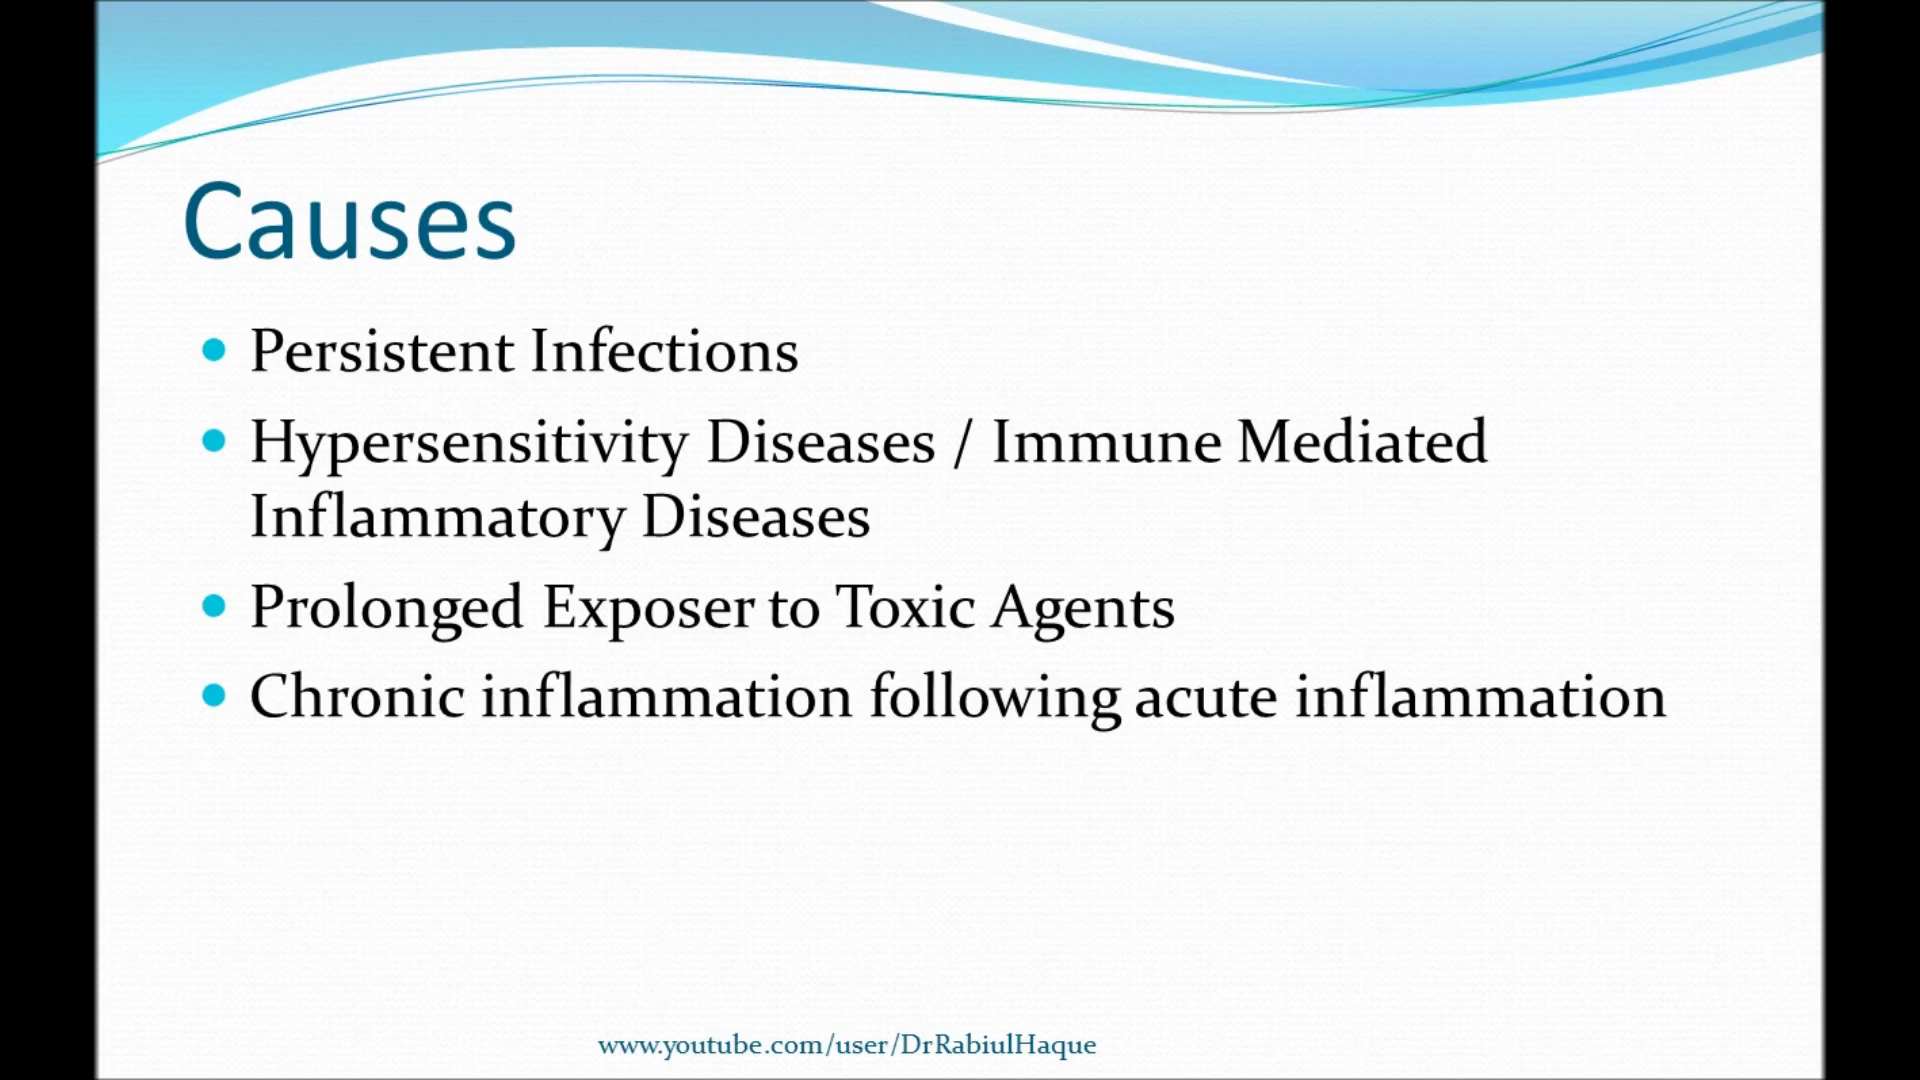 Causes
Persistent Infections
Hypersensitivity Diseases / Immune Mediated
Inflammatory Diseases
Prolonged Exposer to Toxic Agents
Chronic inflammation following acute inflammation
www.youtube.com/user/DrRabiulHaque